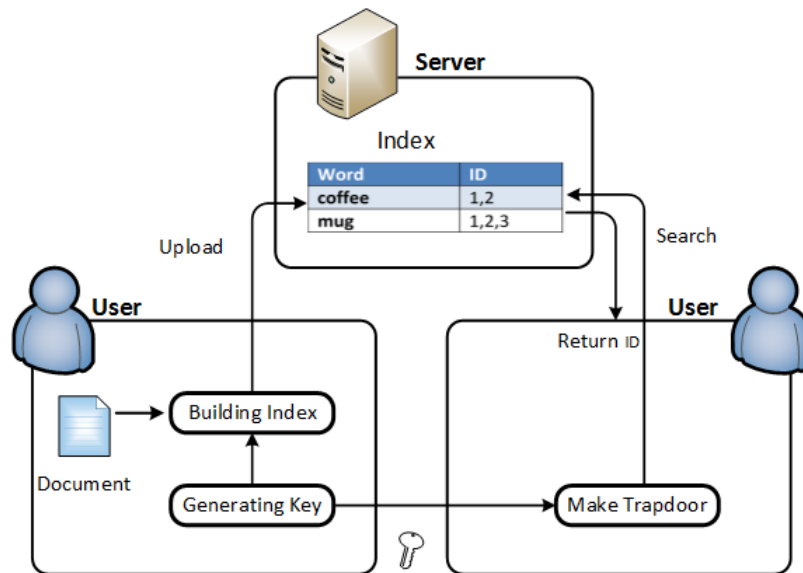 Server
Index
Word ID
coffee 1,2
mug 1,2,3
Upload
Search
User
User
Return ID
Building Index
Document
Generating Key
Make Trapdoor